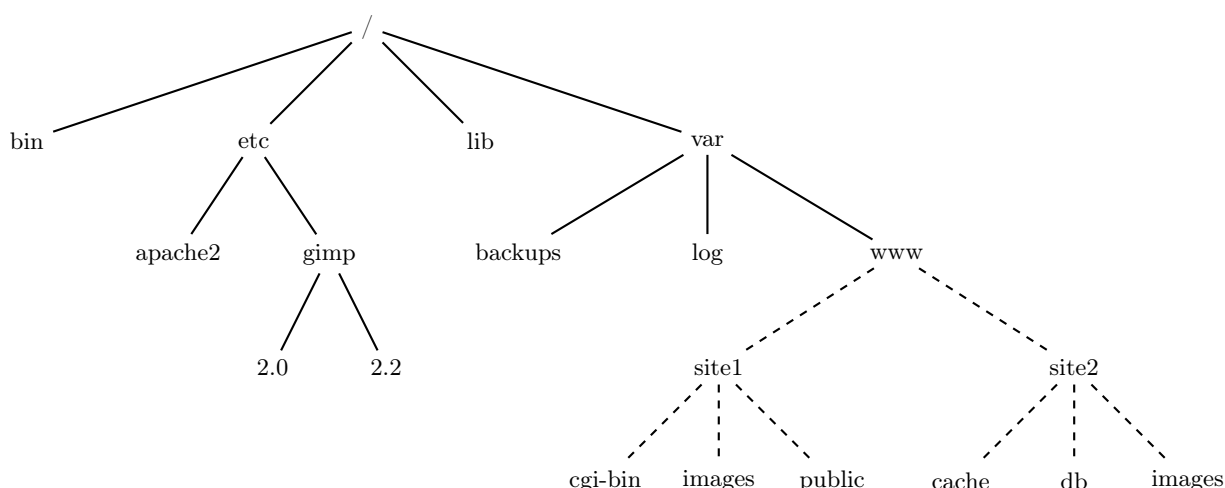 /
bin etc lib var
apache2 gimp backups log www
2.0 2.2 site1 site2
cgi-bin images public cache db images